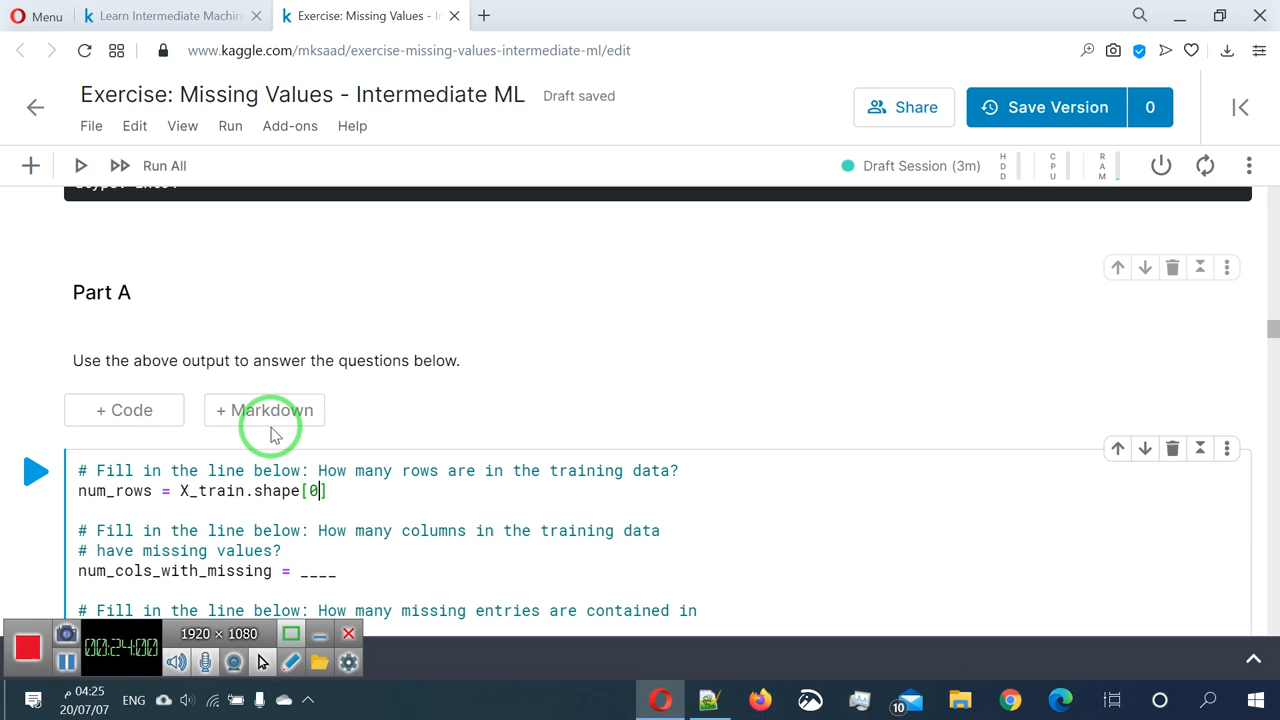 Menu
Learn Intermediate Machin
Exercise: Missing Values - In
www.kaggle.com/mksaad/exercise-missing-values-intermediate-ml/edit
Exercise: Missing Values - Intermediate ML
Draft saved
Share
Save Version
0
File
Edit
View
Run
Add-ons
Help
Run All
Draft Session (3m)
HDD
CPU
RAM
dtype: int64
Part A
Use the above output to answer the questions below.
+ Code
+ Markdown
# Fill in the line below: How many rows are in the training data?
num_rows = X_train.shape[0]
# Fill in the line below: How many columns in the training data
# have missing values?
num_cols_with_missing = ____
# Fill in the line below: How many missing entries are contained in
00:24:00
1920 × 1080
04:25 م
ENG
20/07/07
10